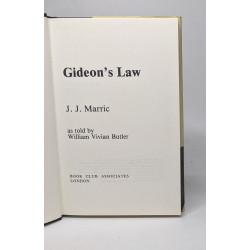 Gideon's Law
J. J. Marric
as told by
William Vivian Butler
BOOK CLUB ASSOCIATES
LONDON